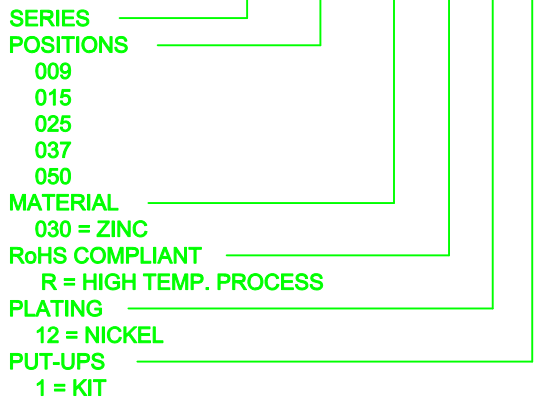 SERIES
POSITIONS
009
015
025
037
050
MATERIAL
030 = ZINC
RoHS COMPLIANT
R = HIGH TEMP. PROCESS
PLATING
12 = NICKEL
PUT-UPS
1 = KIT